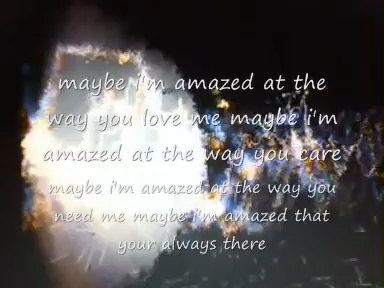 maybe i'm amazed at the
way you love me maybe i'm
amazed at the way you care
maybe i'm amazed at the way you
need me maybe i'm amazed that
your always there